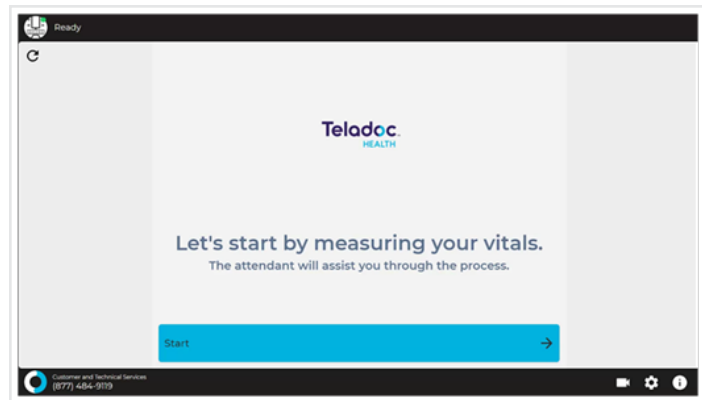 Ready
Teladoc
HEALTH
Let's start by measuring your vitals.
The attendant will assist you through the process.
Start
Customer and Technical Services
(877) 484-9119